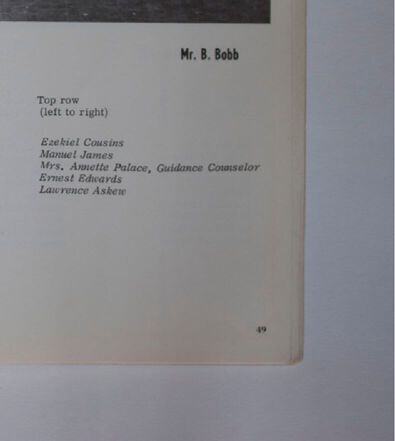 Mr. B. Bobb
Top row
(left to right)
Ezekiel Cousins
Manuel James
Mrs. Annette Palace, Guidance Counselor
Ernest Edwards
Lawrence Askew
49